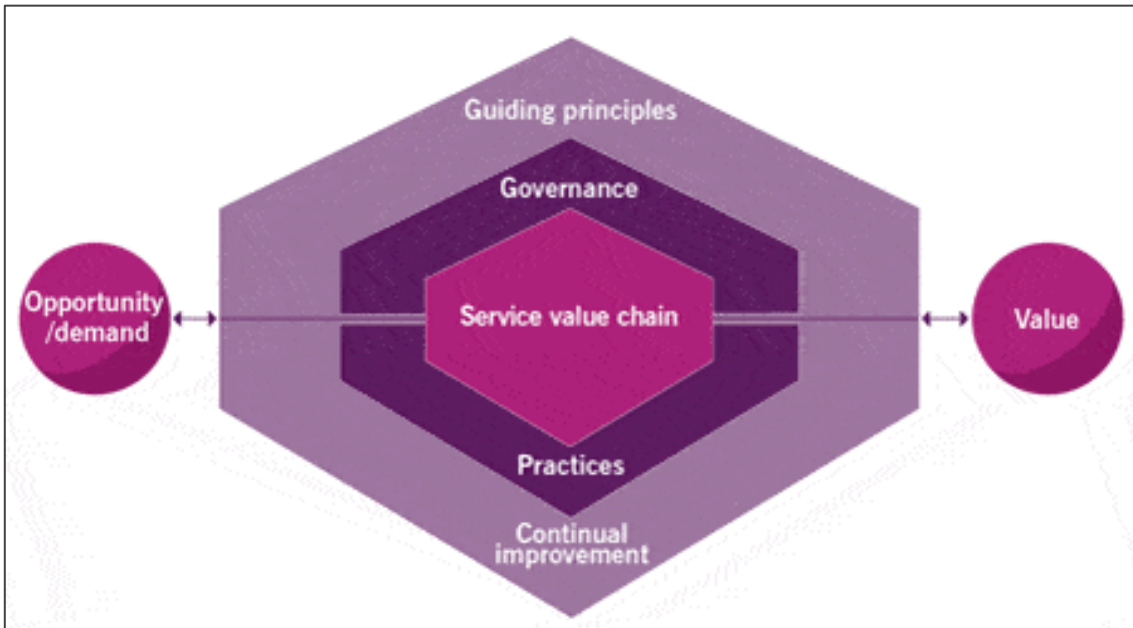 Guiding principles
Governance
Opportunity
/demand
Service value chain
Value
Practices
Continual
improvement